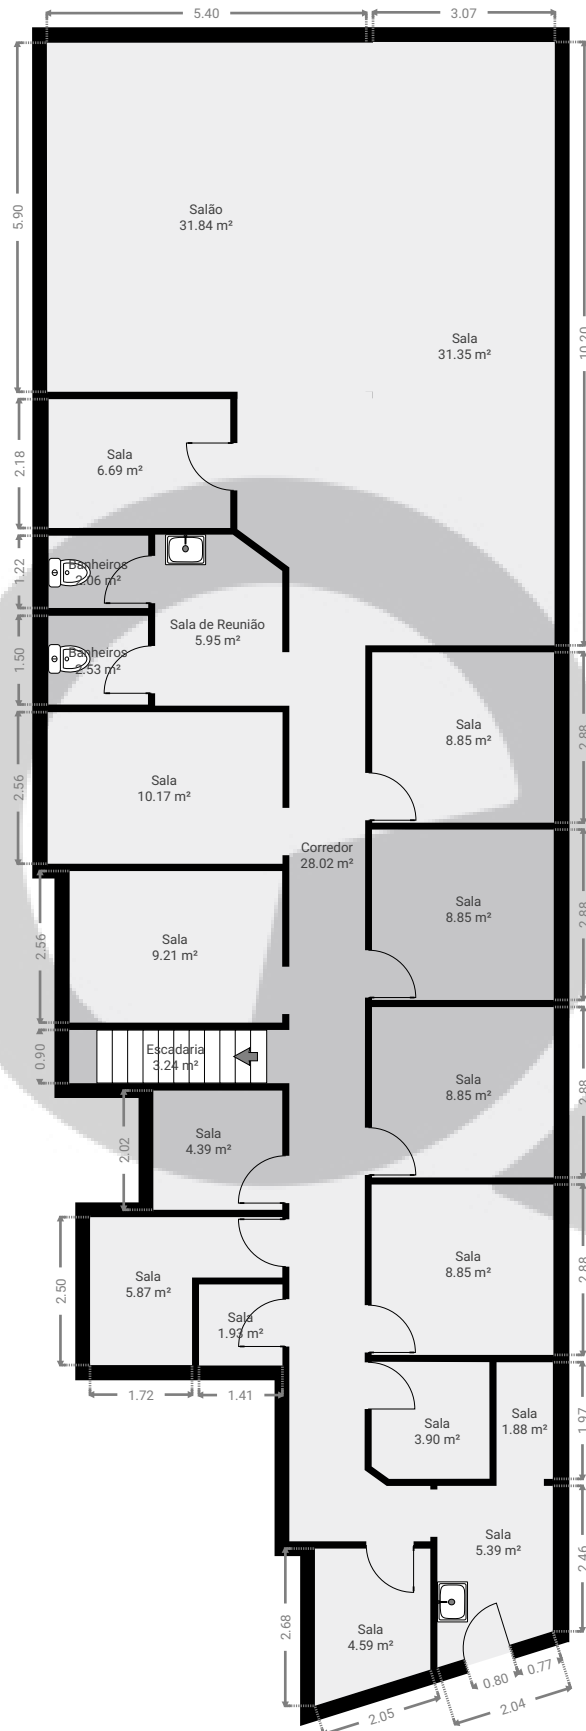 5.40
3.07
5.90
10.20
Salão
31.84 m²
Sala
31.35 m²
2.18
Sala
6.69 m²
1.22
Banheiros
2.06 m²
Sala de Reunião
5.95 m²
1.50
Banheiros
2.53 m²
2.88
Sala
8.85 m²
2.56
Sala
10.17 m²
Corredor
28.02 m²
2.88
Sala
8.85 m²
2.56
Sala
9.21 m²
0.90
Escadaria
3.24 m²
2.88
Sala
8.85 m²
2.02
Sala
4.39 m²
2.50
Sala
5.87 m²
Sala
1.93 m²
2.88
Sala
8.85 m²
1.72
1.41
1.97
Sala
3.90 m²
Sala
1.88 m²
2.46
Sala
5.39 m²
2.68
Sala
4.59 m²
0.80
0.77
2.05
2.04